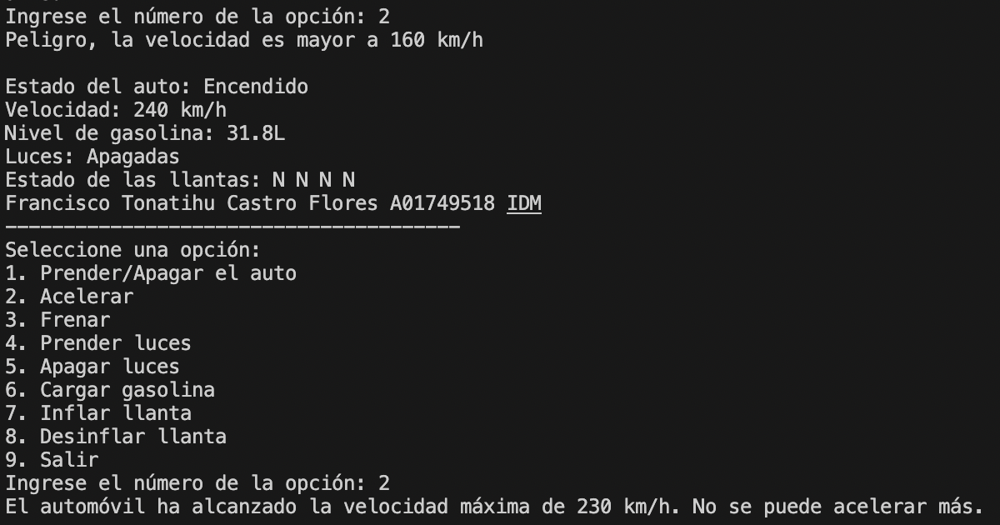 Ingrese el número de la opción: 2
Peligro, la velocidad es mayor a 160 km/h
Estado del auto: Encendido
Velocidad: 240 km/h
Nivel de gasolina: 31.8L
Luces: Apagadas
Estado de las llantas: N N N N
Francisco Tonatihu Castro Flores A01749518 IDM
---------------------------------------
Seleccione una opción:
1. Prender/Apagar el auto
2. Acelerar
3. Frenar
4. Prender luces
5. Apagar luces
6. Cargar gasolina
7. Inflar llanta
8. Desinflar llanta
9. Salir
Ingrese el número de la opción: 2
El automóvil ha alcanzado la velocidad máxima de 230 km/h. No se puede acelerar más.